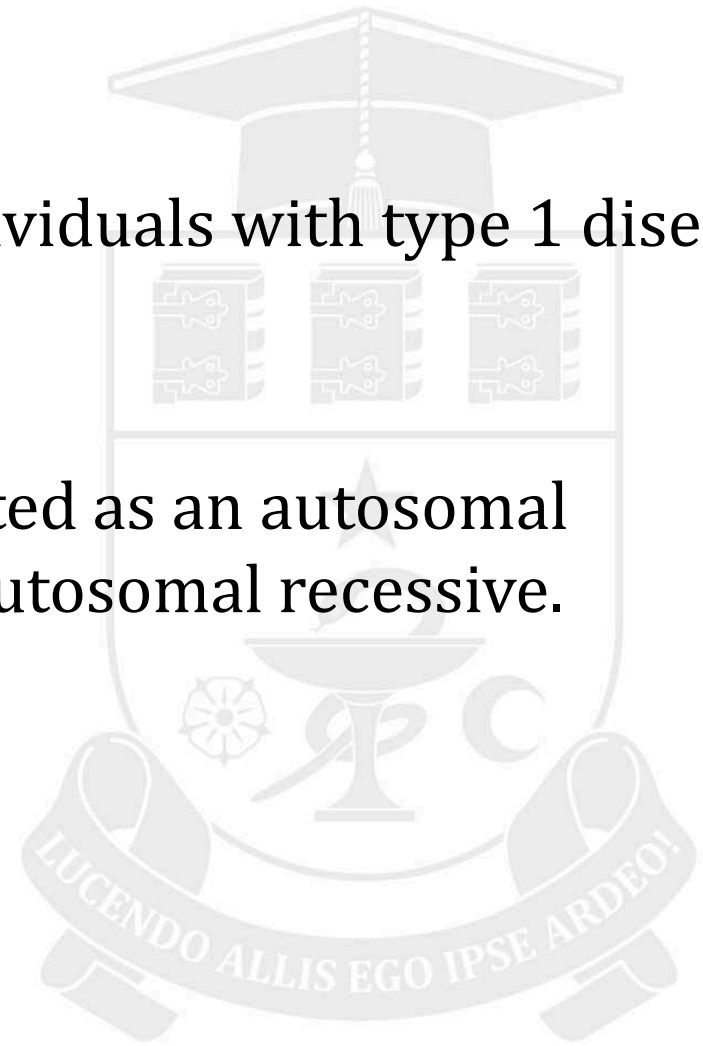 viduals with type 1 dise
ted as an autosomal
utosomal recessive.
LUCENDO ALLIS EGO IPSE ARDEO!